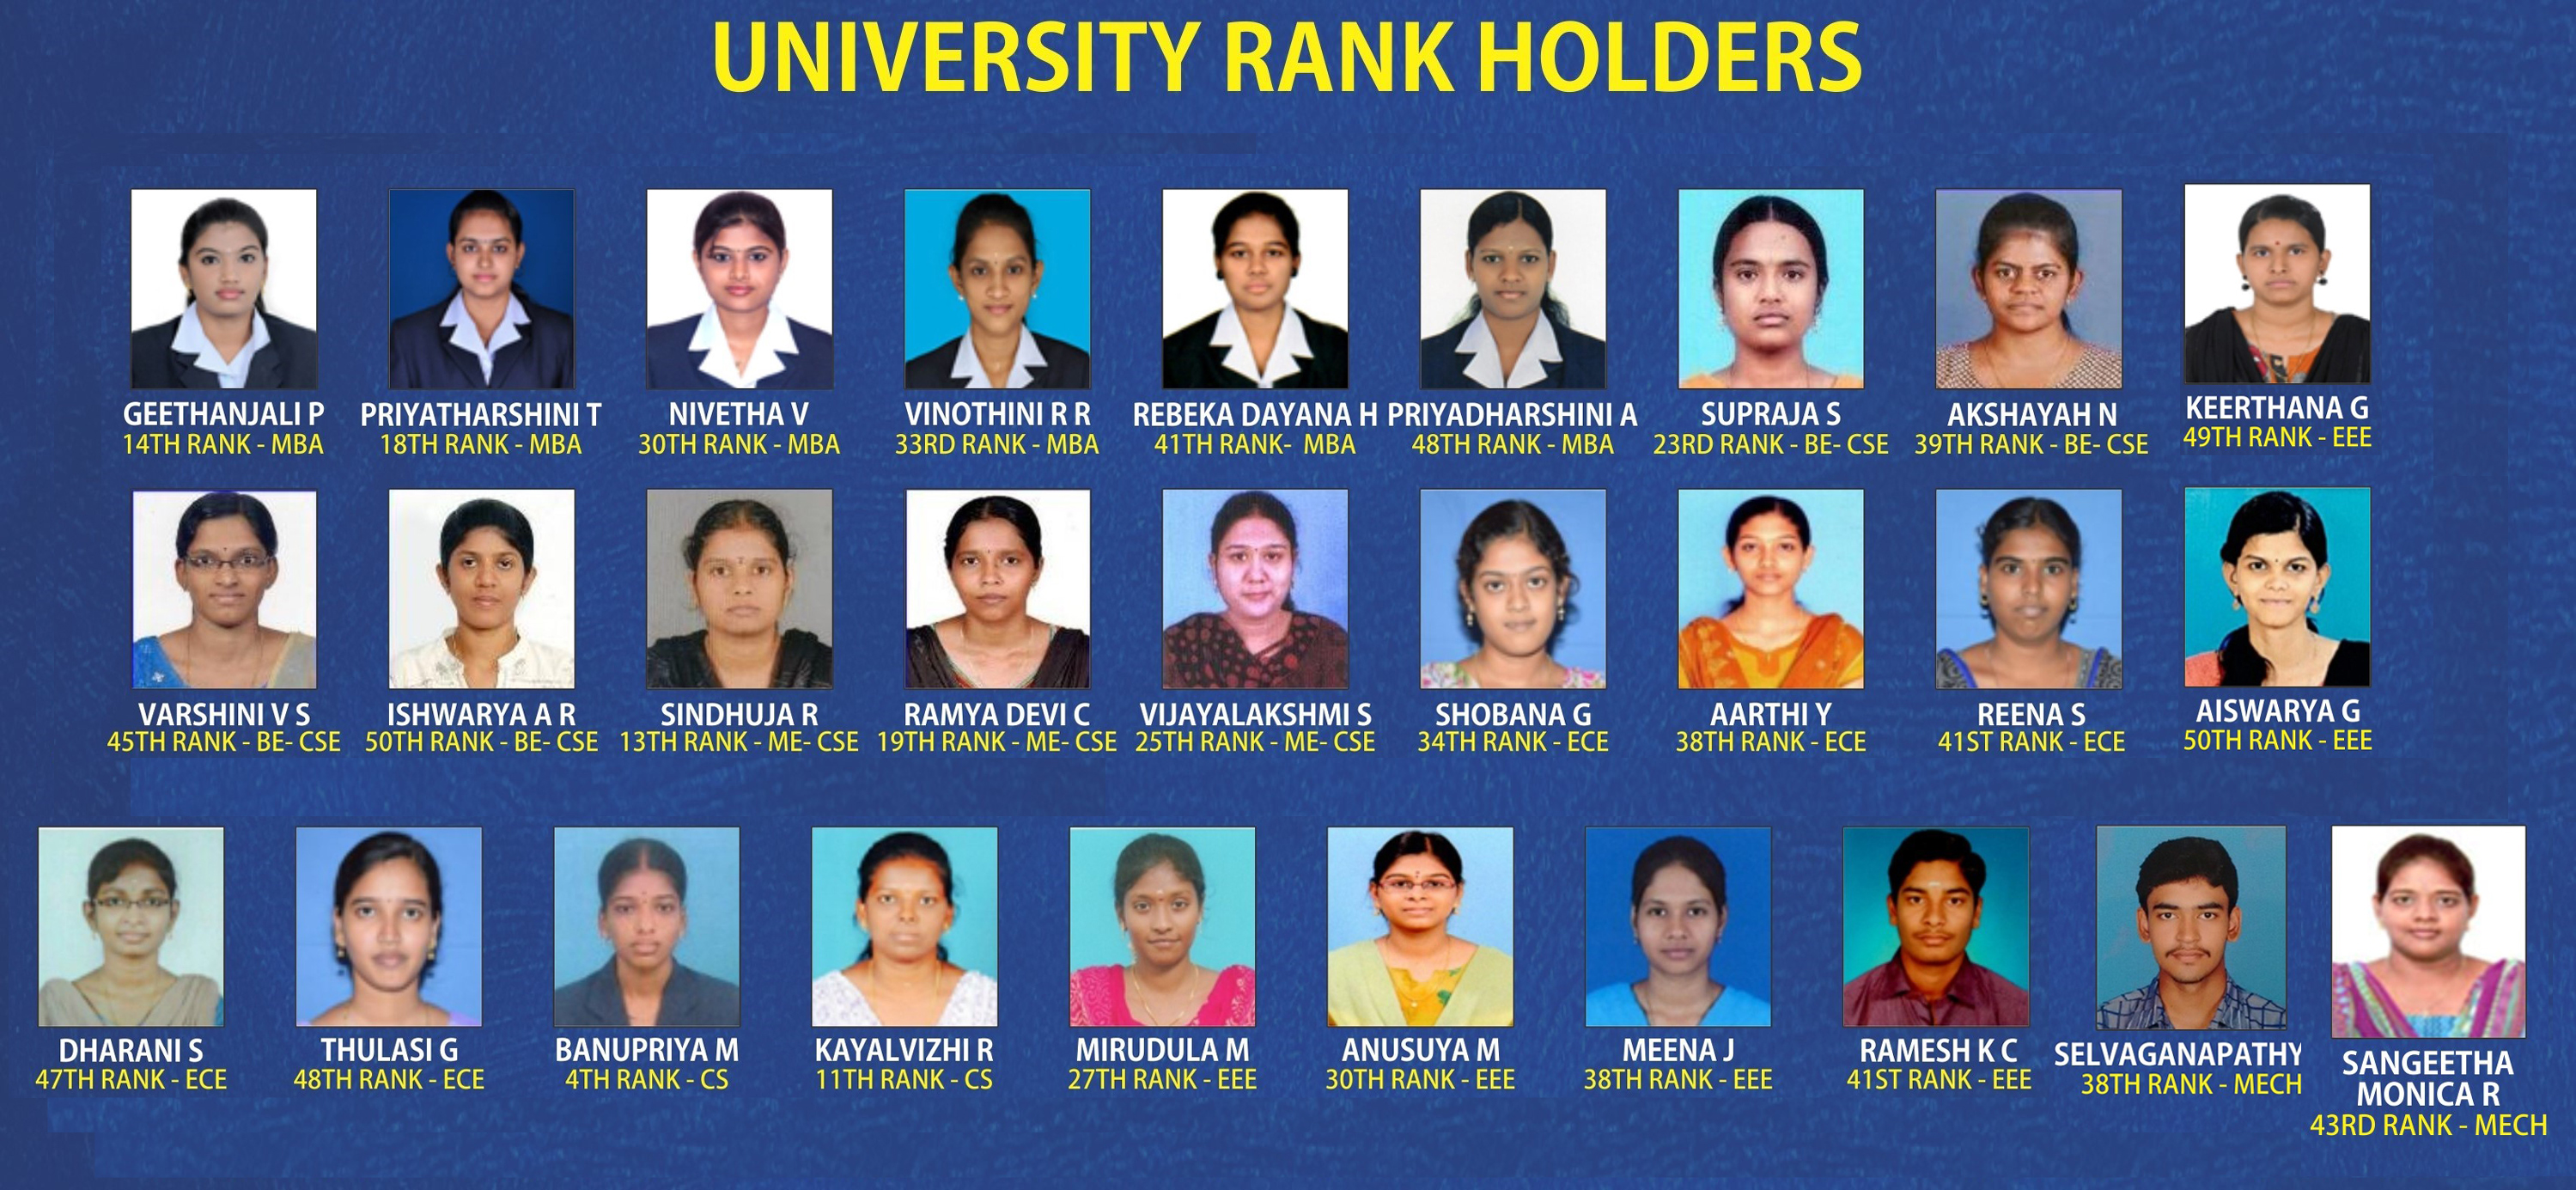 UNIVERSITY RANK HOLDERS
GEETHANJALI P
14TH RANK - MBA
PRIYATHARSHINI T
18TH RANK - MBA
NIVETHA V
30TH RANK - MBA
VINOTHINI R R
33RD RANK - MBA
REBEKA DAYANA H
41TH RANK- MBA
PRIYADHARSHINI A
48TH RANK - MBA
SUPRAJA S
23RD RANK - BE- CSE
AKSHAYAH N
39TH RANK - BE- CSE
KEERTHANA G
49TH RANK - EEE
VARSHINI V S
45TH RANK - BE- CSE
ISHWARYA A R
50TH RANK - BE- CSE
SINDHUJA R
13TH RANK - ME- CSE
RAMYA DEVI C
19TH RANK - ME- CSE
VIJAYALAKSHMI S
25TH RANK - ME- CSE
SHOBANA G
34TH RANK - ECE
AARTHI Y
38TH RANK - ECE
REENA S
41ST RANK - ECE
AISWARYA G
50TH RANK - EEE
DHARANI S
47TH RANK - ECE
THULASI G
48TH RANK - ECE
BANUPRIYA M
4TH RANK - CS
KAYALVIZHI R
11TH RANK - CS
MIRUDULA M
27TH RANK - EEE
ANUSUYA M
30TH RANK - EEE
MEENA J
38TH RANK - EEE
RAMESH K C
41ST RANK - EEE
SELVAGANAPATHY
38TH RANK - MECH
SANGEETHA
MONICA R
43RD RANK - MECH